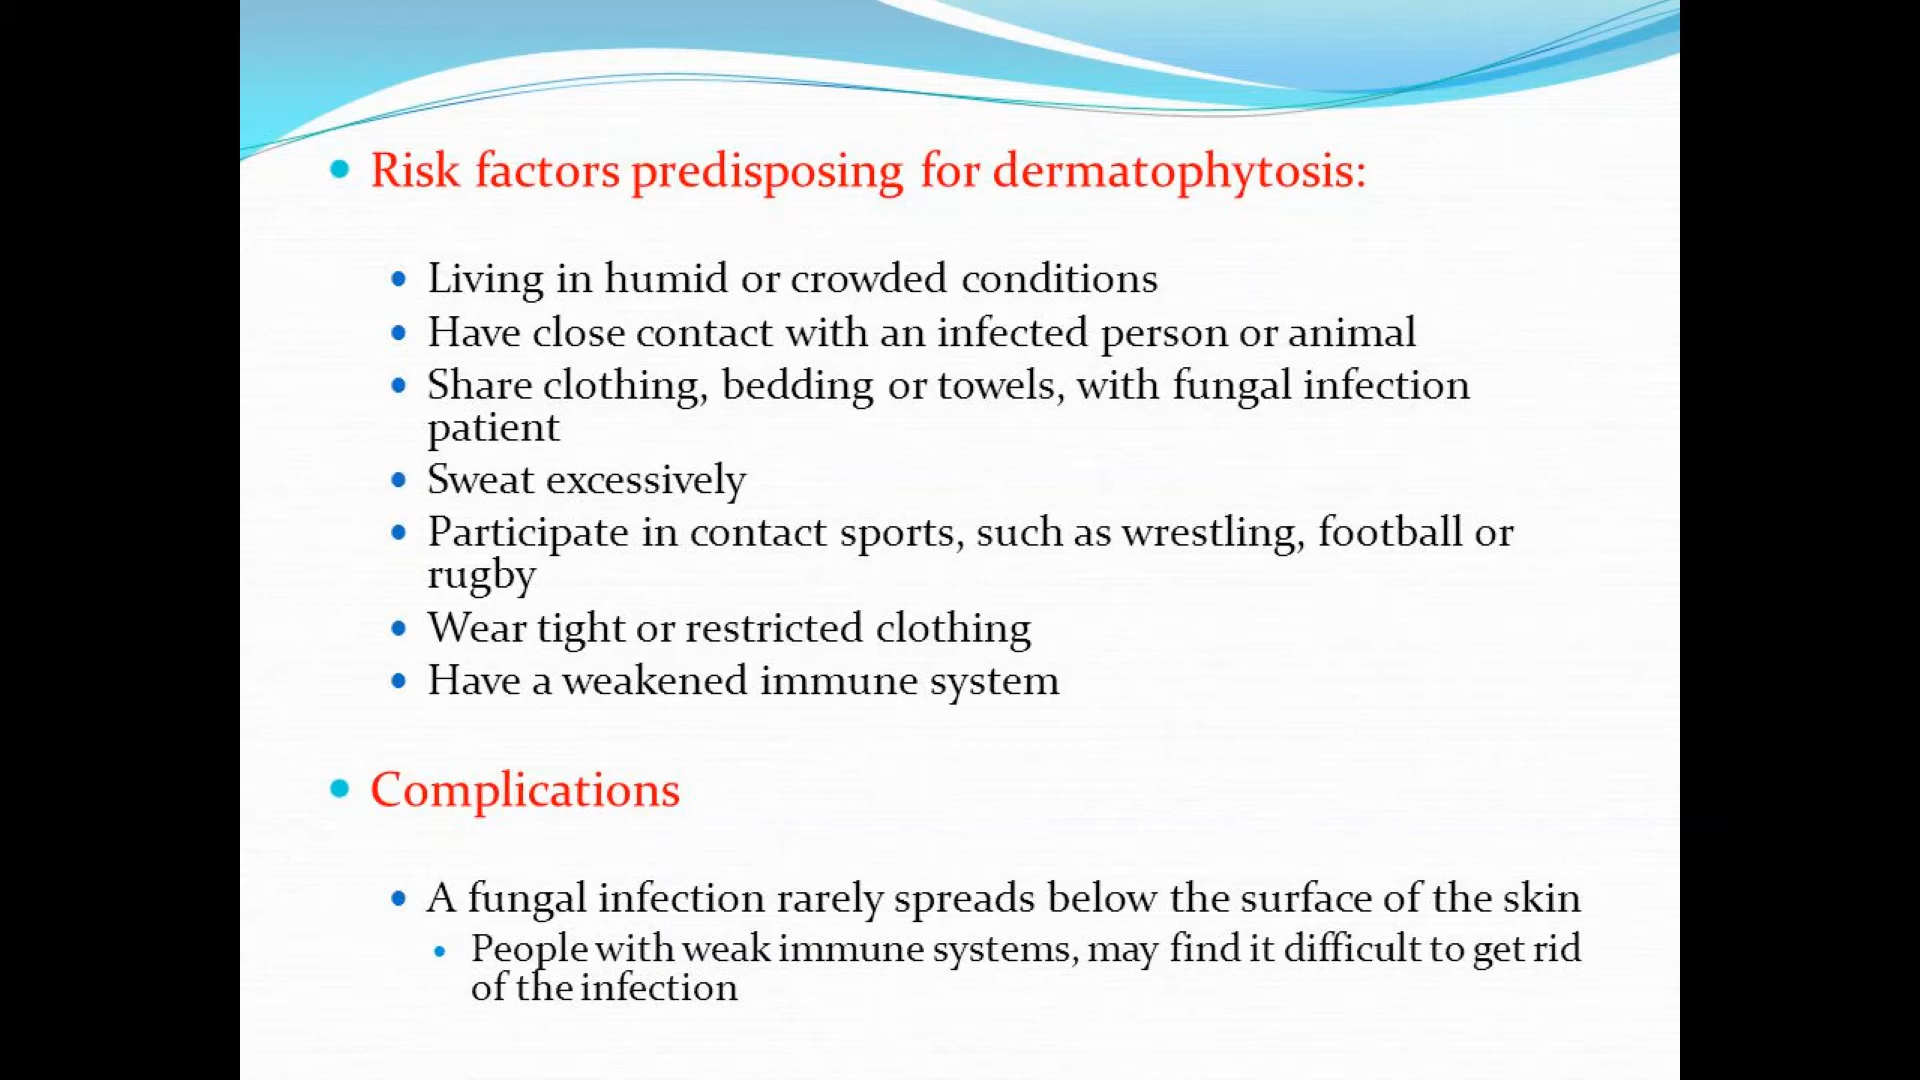 Risk factors predisposing for dermatophytosis:
Living in humid or crowded conditions
Have close contact with an infected person or animal
Share clothing, bedding or towels, with fungal infection
patient
Sweat excessively
Participate in contact sports, such as wrestling, football or
rugby
Wear tight or restricted clothing
Have a weakened immune system
Complications
A fungal infection rarely spreads below the surface of the skin
People with weak immune systems, may find it difficult to get rid
of the infection